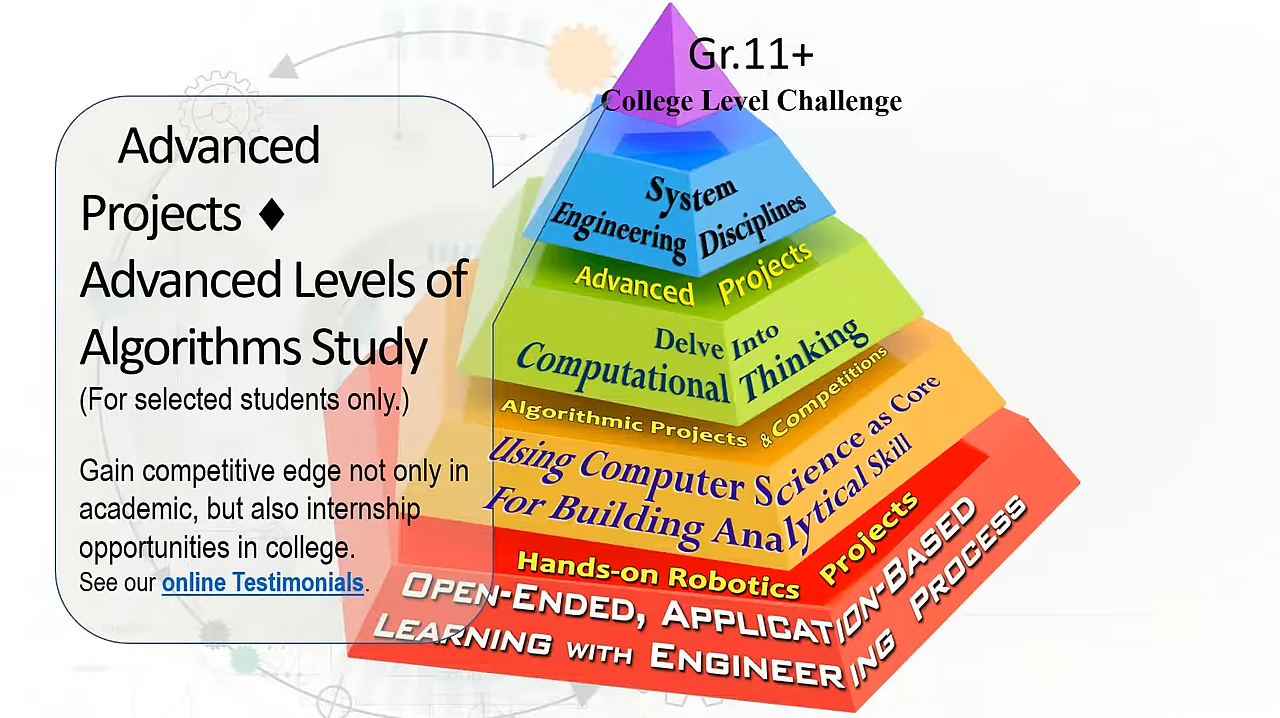 Gr.11+
College Level Challenge
Advanced
Projects ♦
Advanced Levels of
Algorithms Study
(For selected students only.)
Gain competitive edge not only in
academic, but also internship
opportunities in college.
See our online Testimonials.
System
Engineering Disciplines
Advanced Projects
Delve Into
Computational Thinking
Algorithmic Projects & Competitions
Using Computer Science as Core
For Building Analytical Skill
Hands-on Robotics Projects
Open-Ended, Application-Based
Learning with Engineering Process